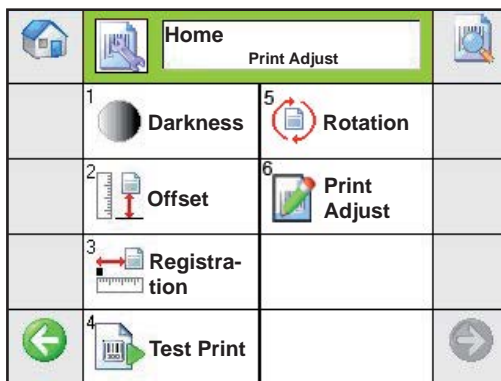 Home
Print Adjust
1
Darkness
5
Rotation
2
Offset
6
Print
Adjust
3
Registra-
tion
4
Test Print